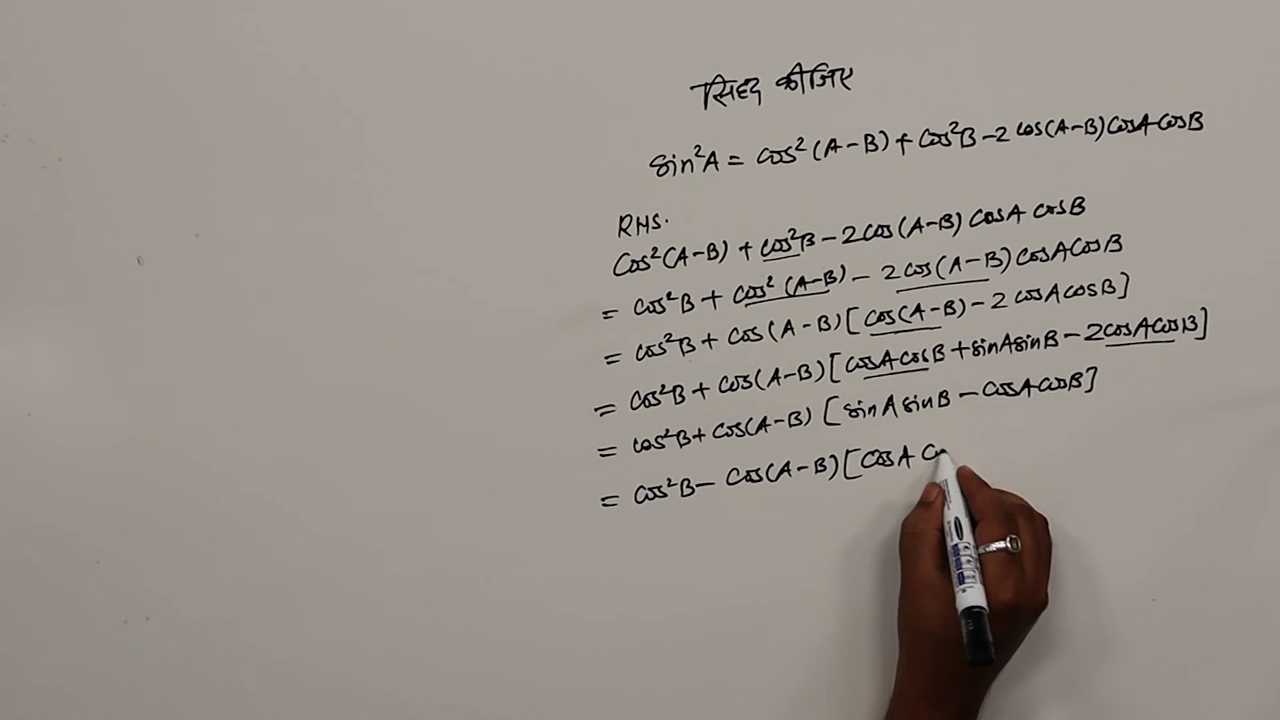 सिद्ध कीजिए
sin²A = cos²(A-B) + cos²B - 2 cos(A-B) cosA cosB
RHS.
cos²(A-B) + cos²B - 2cos(A-B) cosA cosB
= cos²B + cos²(A-B) - 2cos(A-B) cosA cosB
= cos²B + cos(A-B) [cos(A-B) - 2 cosA cosB]
= cos²B + cos(A-B) [cosA cosB + sinA sinB - 2cosA cosB]
= cos²B + cos(A-B) [sinA sinB - cosA cosB]
= cos²B - cos(A-B) [cosA c